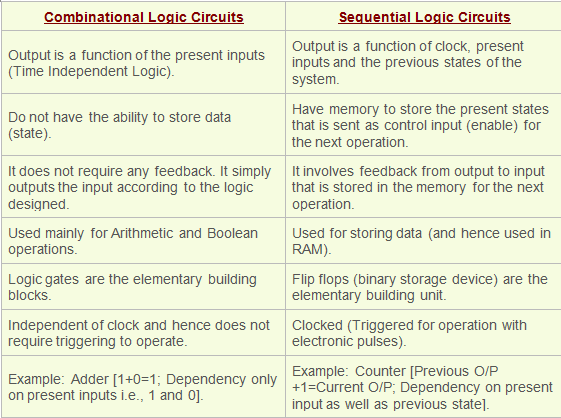 Combinational Logic Circuits
Sequential Logic Circuits
Output is a function of the present inputs
(Time Independent Logic).
Output is a function of clock, present
inputs and the previous states of the
system.
Do not have the ability to store data
(state).
Have memory to store the present states
that is sent as control input (enable) for
the next operation.
It does not require any feedback. It simply
outputs the input according to the logic
designed.
It involves feedback from output to input
that is stored in the memory for the next
operation.
Used mainly for Arithmetic and Boolean
operations.
Used for storing data (and hence used in
RAM).
Logic gates are the elementary building
blocks.
Flip flops (binary storage device) are the
elementary building unit.
Independent of clock and hence does not
require triggering to operate.
Clocked (Triggered for operation with
electronic pulses).
Example: Adder [1+0=1; Dependency only
on present inputs i.e., 1 and 0].
Example: Counter [Previous O/P
+1=Current O/P; Dependency on present
input as well as previous state].